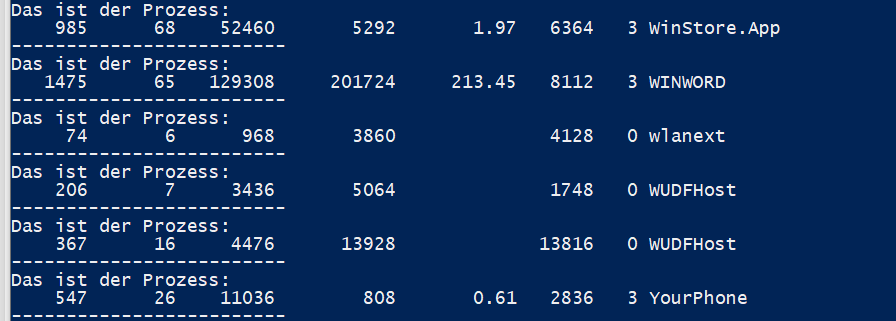 Das ist der Prozess:
985 68 52460 5292 1.97 6364 3 WinStore.App
-------------------------
Das ist der Prozess:
1475 65 129308 201724 213.45 8112 3 WINWORD
-------------------------
Das ist der Prozess:
74 6 968 3860 4128 0 wlanext
-------------------------
Das ist der Prozess:
206 7 3436 5064 1748 0 WUDFHost
-------------------------
Das ist der Prozess:
367 16 4476 13928 13816 0 WUDFHost
-------------------------
Das ist der Prozess:
547 26 11036 808 0.61 2836 3 YourPhone
-------------------------